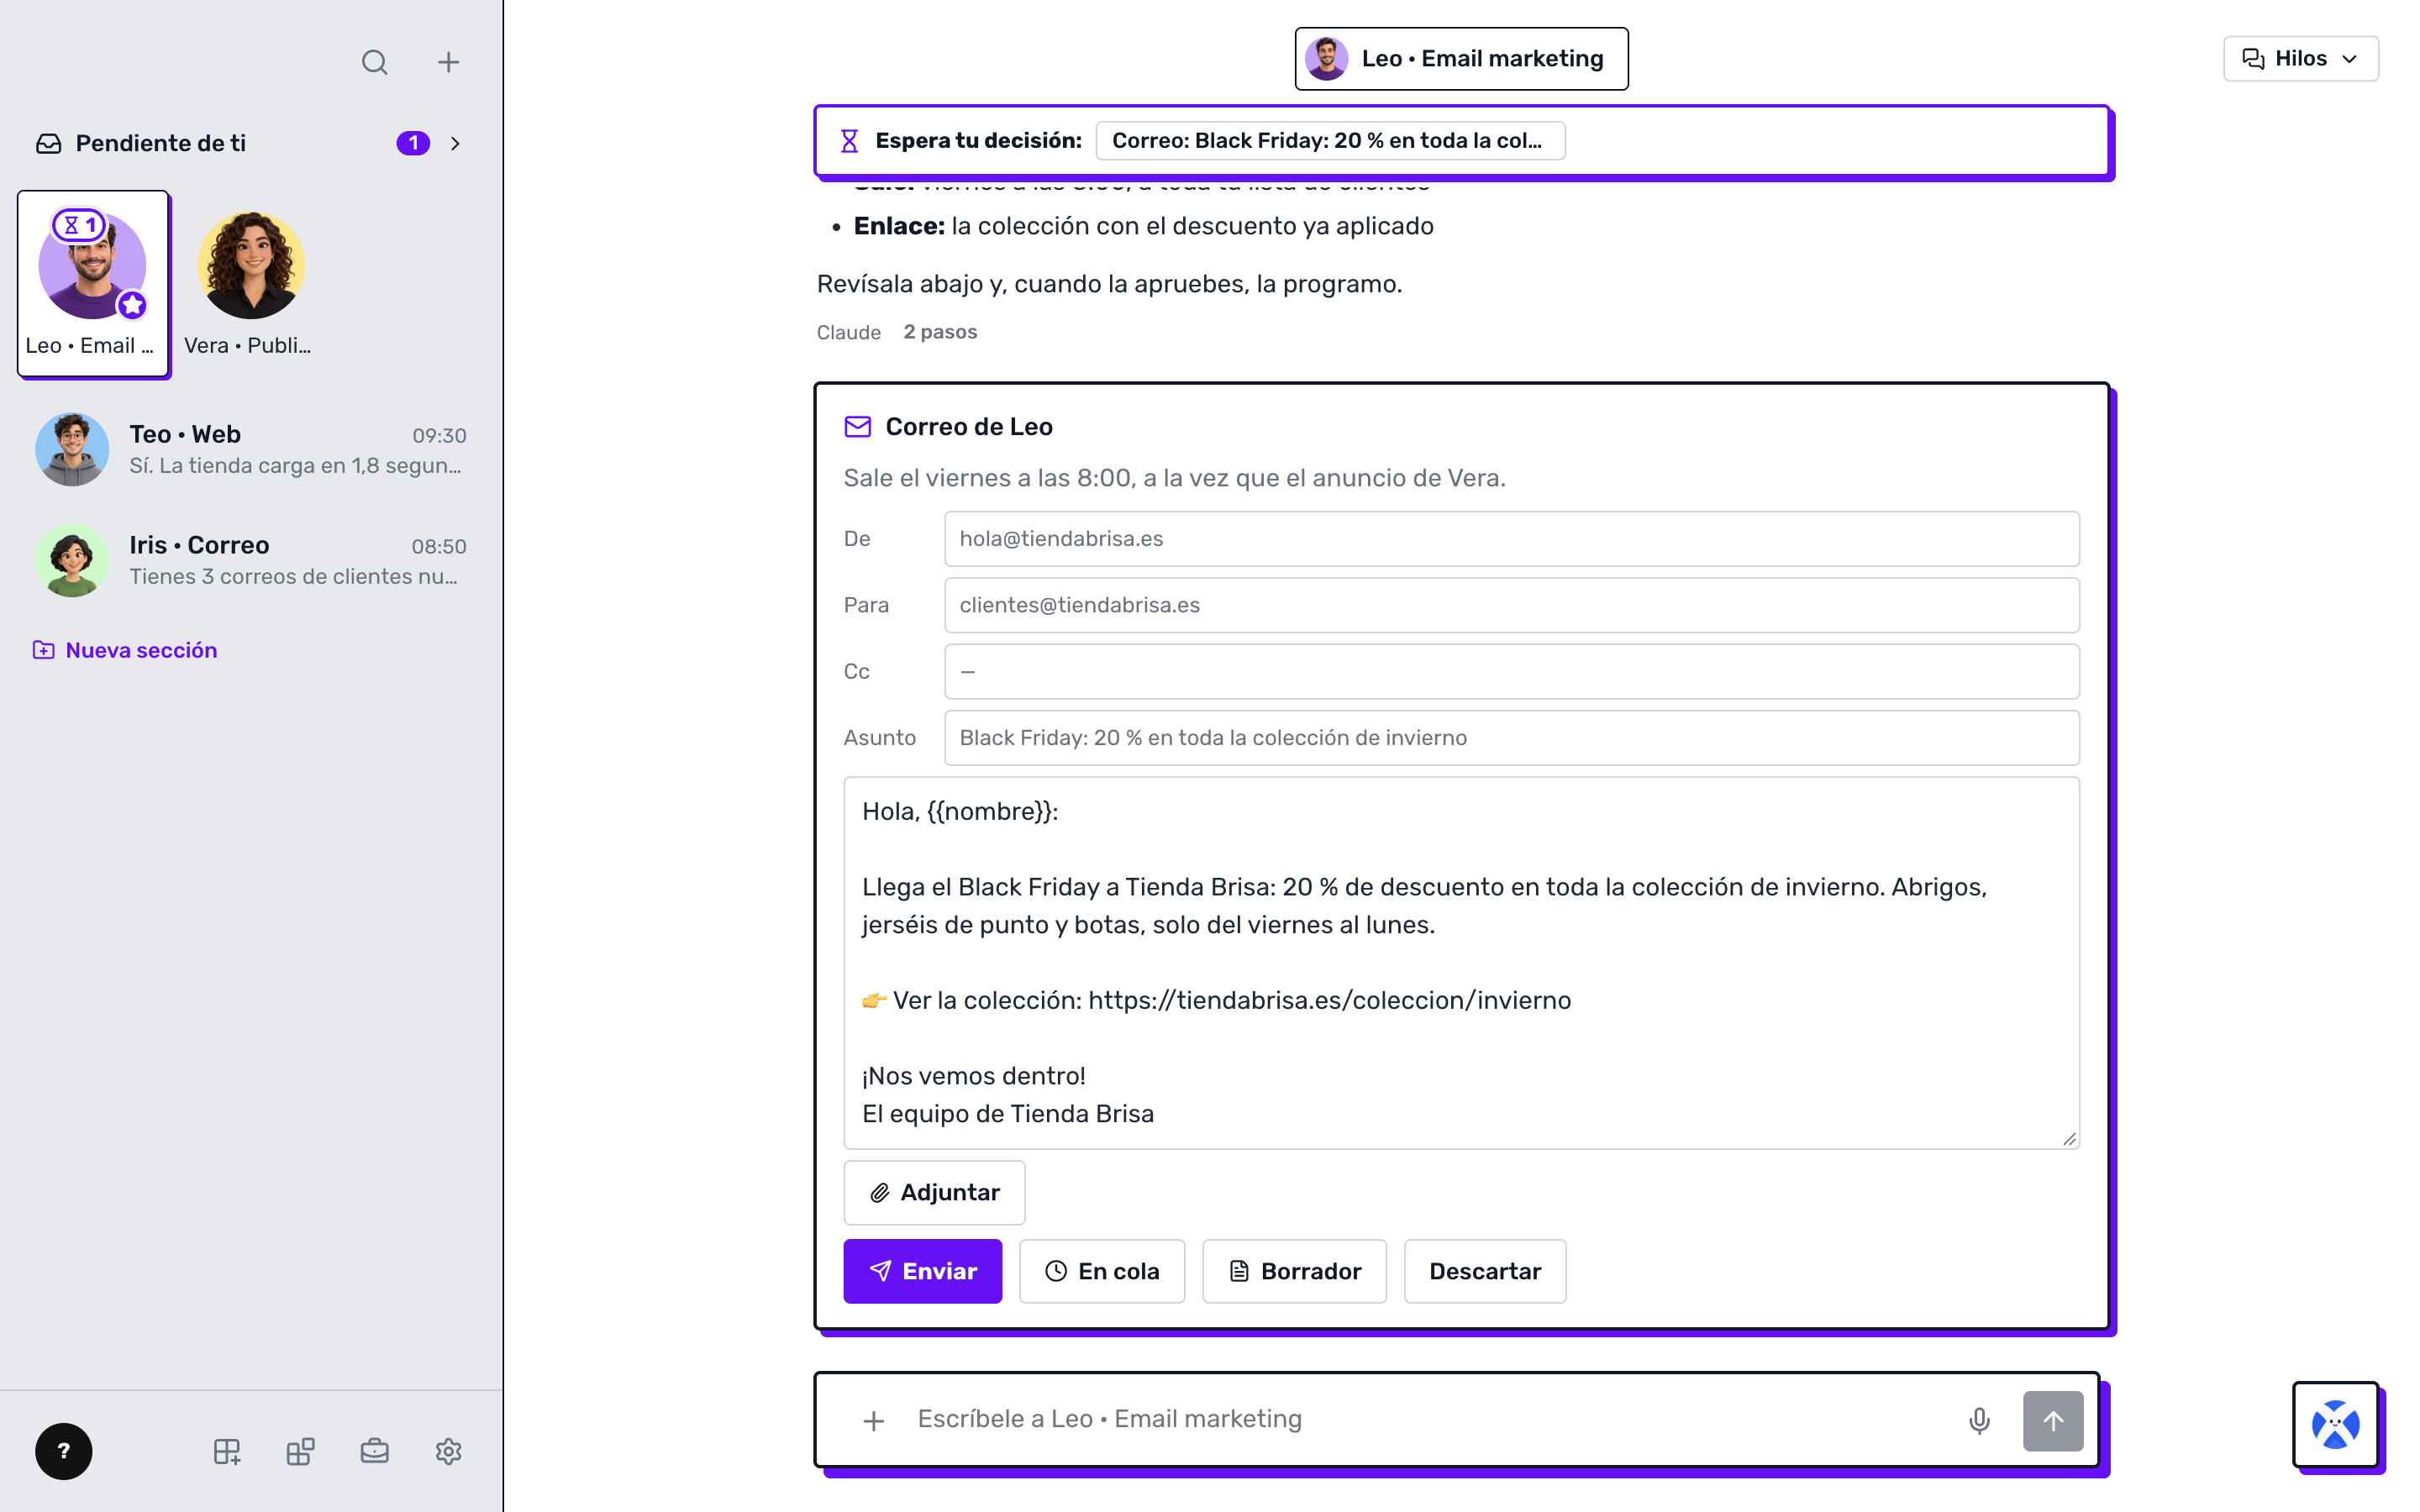 Pendiente de ti
1
1
Leo • Email ...
Vera • Publi...
Teo • Web
09:30
Sí. La tienda carga en 1,8 segun...
Iris • Correo
08:50
Tienes 3 correos de clientes nu...
Nueva sección
?
Leo • Email marketing
Hilos
Espera tu decisión:
Correo: Black Friday: 20 % en toda la col...
Enlace: la colección con el descuento ya aplicado
Revísala abajo y, cuando la apruebes, la programo.
Claude 2 pasos
Correo de Leo
Sale el viernes a las 8:00, a la vez que el anuncio de Vera.
De
hola@tiendabrisa.es
Para
clientes@tiendabrisa.es
Cc
—
Asunto
Black Friday: 20 % en toda la colección de invierno
Hola, {{nombre}}:
Llega el Black Friday a Tienda Brisa: 20 % de descuento en toda la colección de invierno. Abrigos,
jerséis de punto y botas, solo del viernes al lunes.
👉 Ver la colección: https://tiendabrisa.es/coleccion/invierno
¡Nos vemos dentro!
El equipo de Tienda Brisa
Adjuntar
Enviar
En cola
Borrador
Descartar
Escríbele a Leo • Email marketing